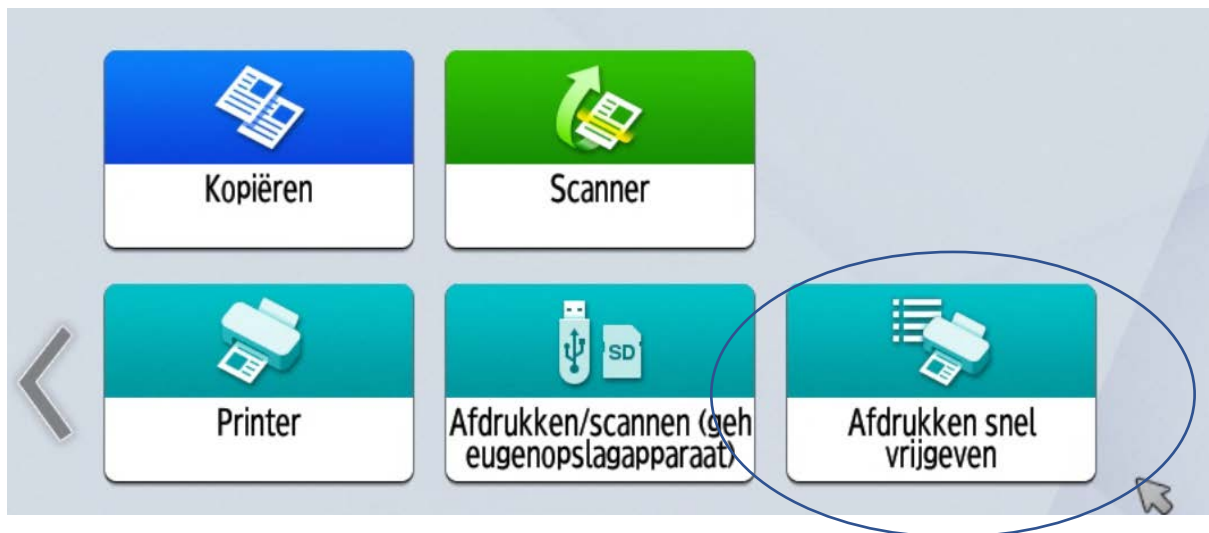 Kopiëren
Scanner
Printer
Afdrukken/scannen (geh
eugenopslagapparaat)
SD
Afdrukken snel
vrijgeven